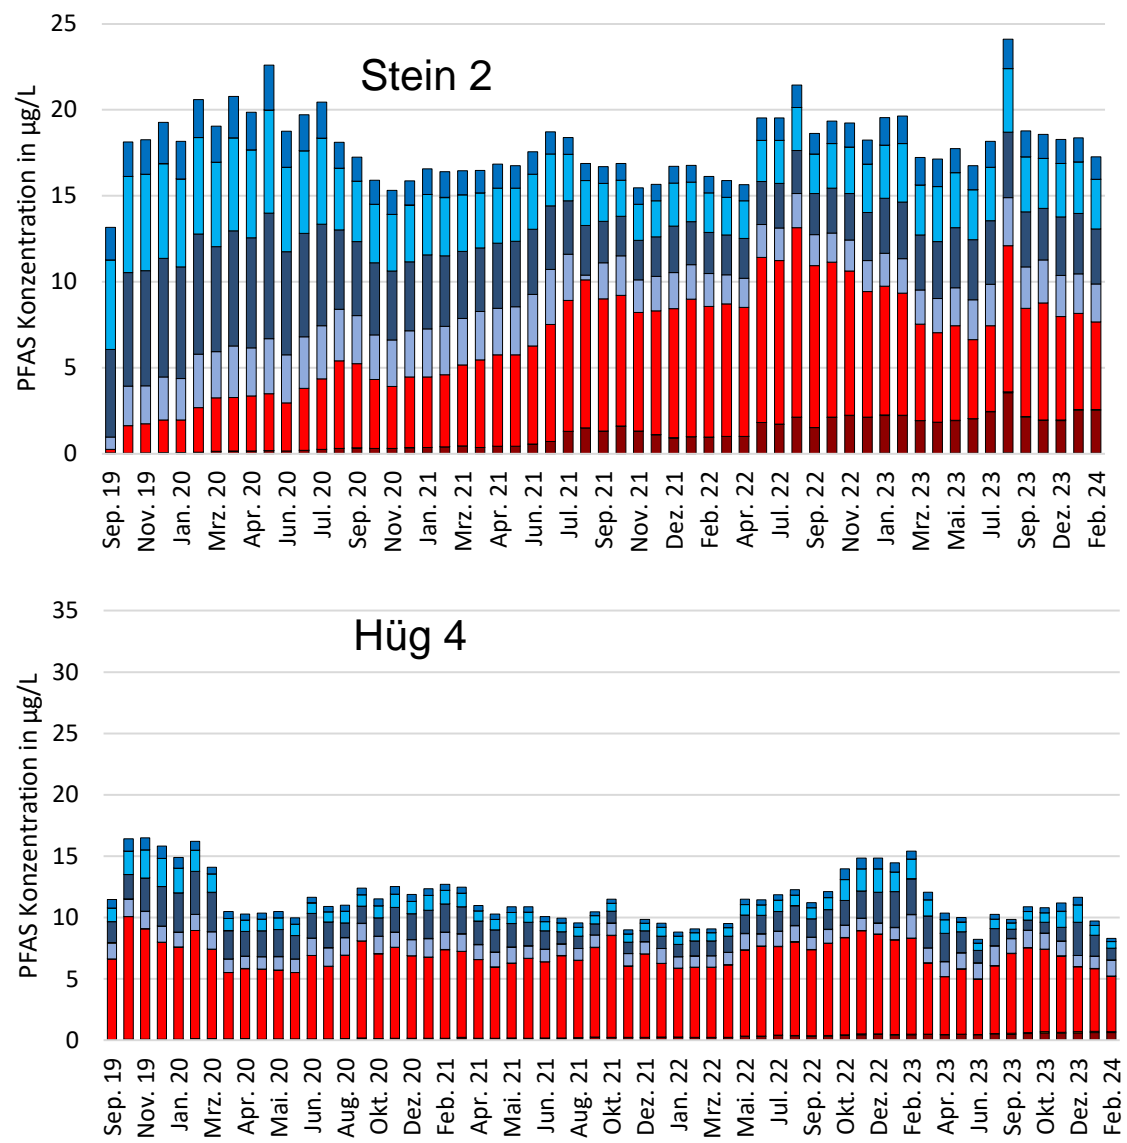 25
Stein 2
20
15
10
5
0
PFAS Konzentration in µg/L
Sep. 19
Nov. 19
Jan. 20
Mrz. 20
Apr. 20
Jun. 20
Jul. 20
Sep. 20
Nov. 20
Jan. 21
Mrz. 21
Apr. 21
Jun. 21
Jul. 21
Sep. 21
Nov. 21
Dez. 21
Feb. 22
Apr. 22
Jul. 22
Sep. 22
Nov. 22
Jan. 23
Mrz. 23
Mai. 23
Jul. 23
Sep. 23
Dez. 23
Feb. 24
35
Hüg 4
30
25
20
15
10
5
0
PFAS Konzentration in µg/L
Sep. 19
Nov. 19
Jan. 20
Mrz. 20
Apr. 20
Mai. 20
Jun. 20
Aug. 20
Okt. 20
Dez. 20
Feb. 21
Apr. 21
Mai. 21
Jun. 21
Aug. 21
Okt. 21
Dez. 21
Jan. 22
Mrz. 22
Mai. 22
Jul. 22
Sep. 22
Okt. 22
Dez. 22
Feb. 23
Apr. 23
Jun. 23
Sep. 23
Okt. 23
Dez. 23
Feb. 24